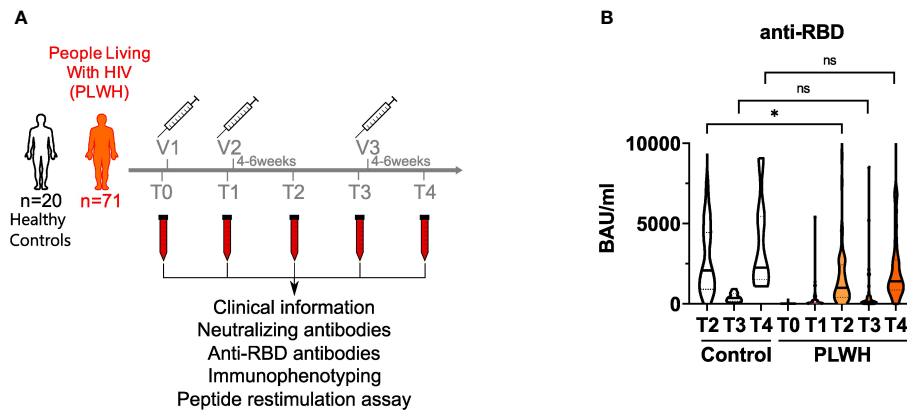 A
People Living
With HIV
(PLWH)
n=20
Healthy
Controls
n=71
V1
V2
V3
4-6weeks
4-6weeks
T0
T1
T2
T3
T4
Clinical information
Neutralizing antibodies
Anti-RBD antibodies
Immunophenotyping
Peptide restimulation assay
B
anti-RBD
ns
ns
*
BAU/ml
10000
5000
0
T2 T3 T4 T0 T1 T2 T3 T4
Control PLWH